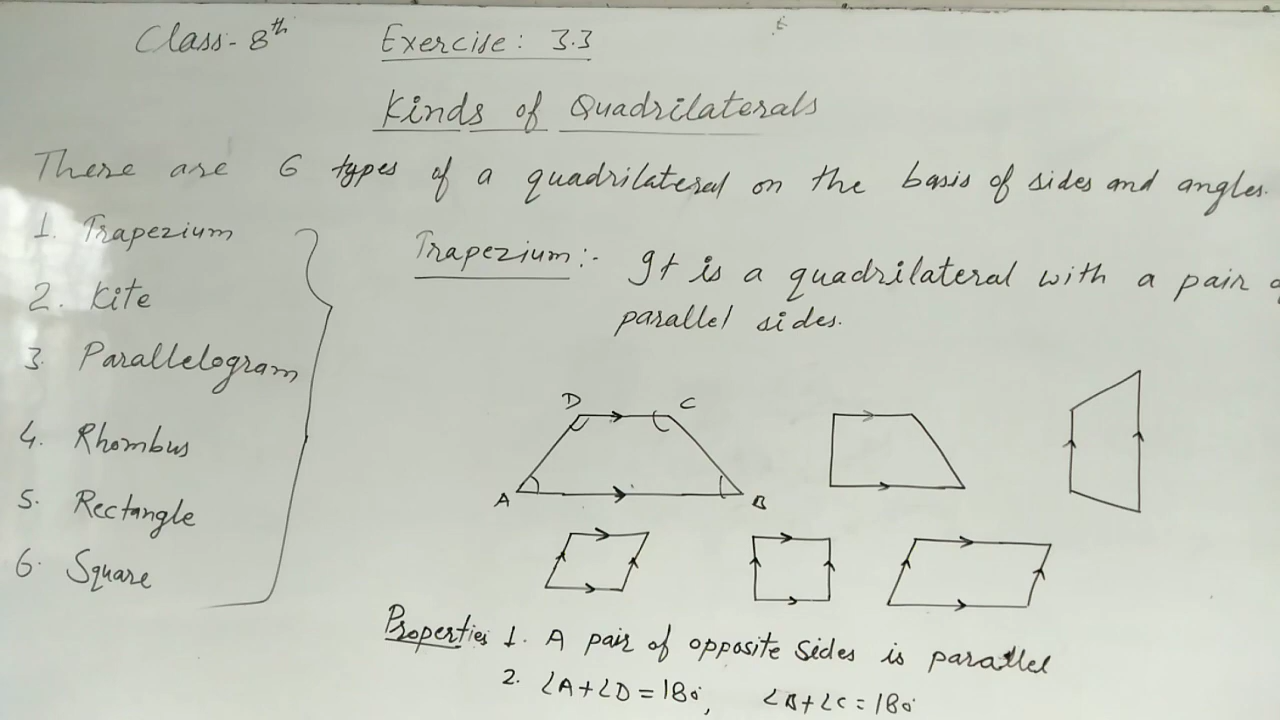 Class- 8th Exercise: 3.3
Kinds of Quadrilaterals
There are 6 types of a quadrilateral on the basis of sides and angles.
1. Trapezium
2. Kite
3. Parallelogram
4. Rhombus
5. Rectangle
6. Square
Trapezium:- It is a quadrilateral with a pair
parallel sides.
D C
A B
Properties 1. A pair of opposite sides is parallel
2. ∠A+∠D=180°, ∠B+∠C=180°